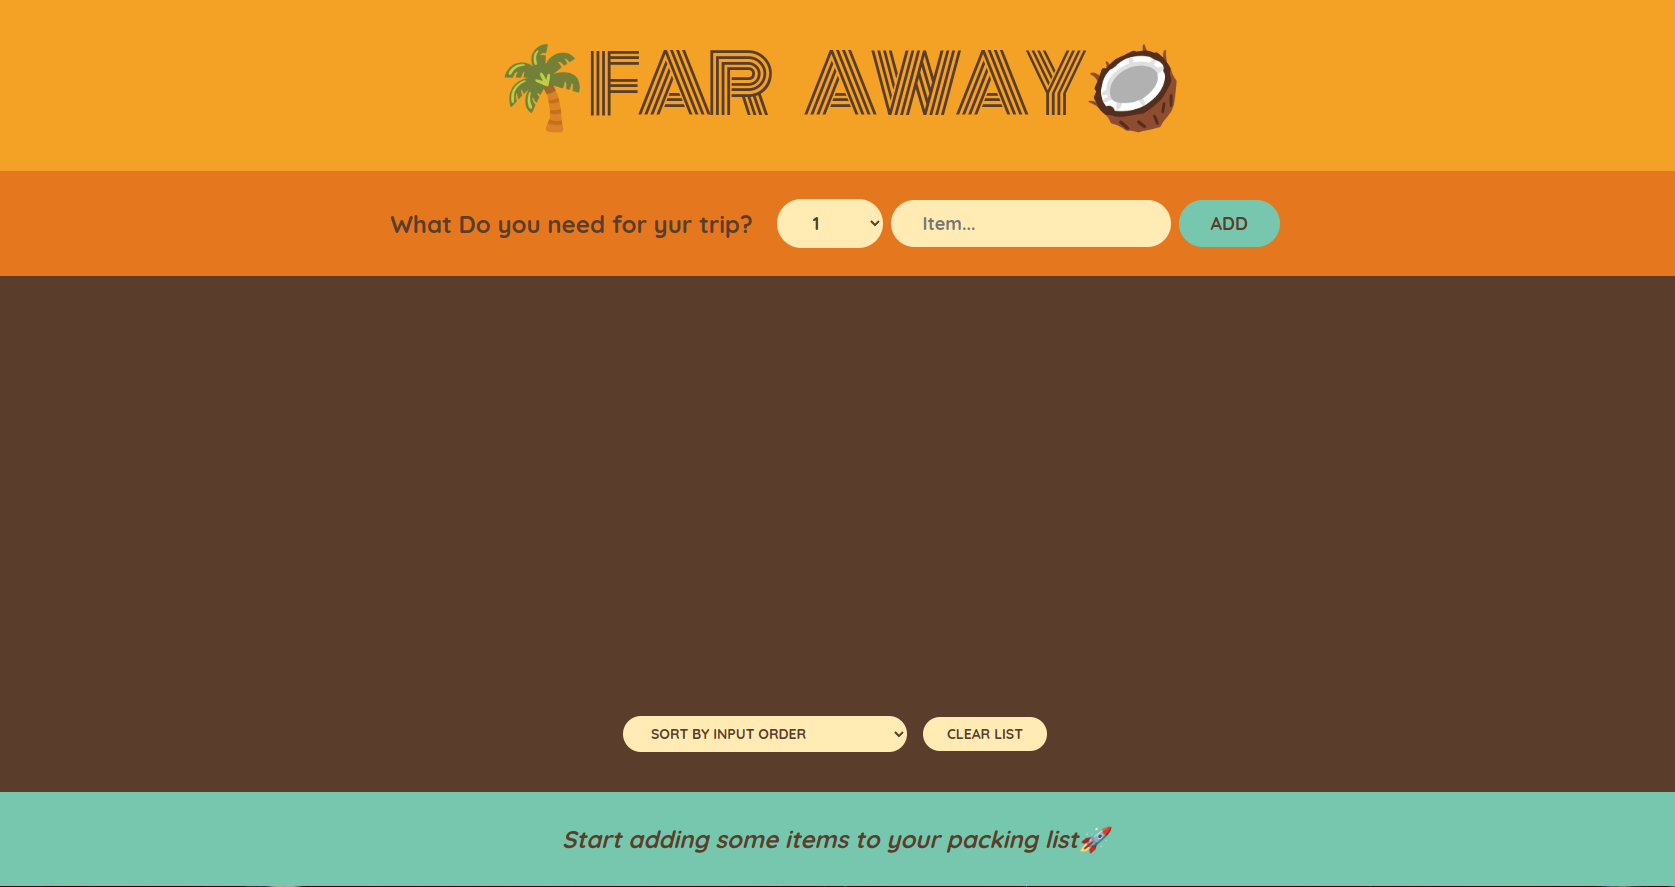 🌴FAR AWAY🥥
What Do you need for yur trip? 1 Item... ADD
SORT BY INPUT ORDER CLEAR LIST
Start adding some items to your packing list🚀